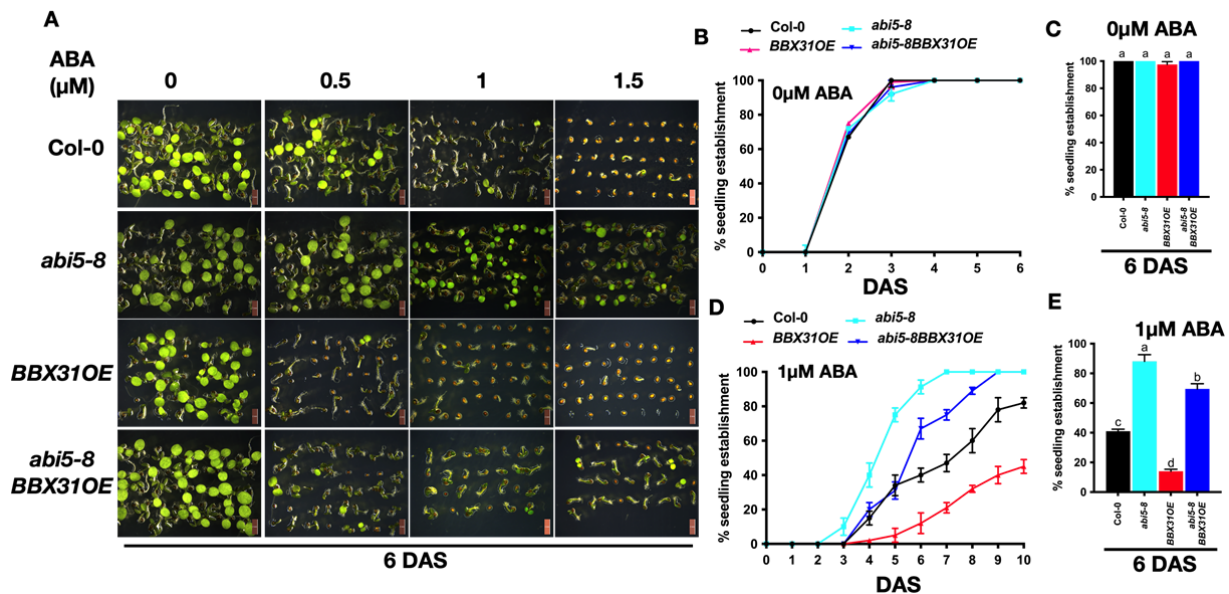 A
ABA
(μM)
0
0.5
1
1.5
Col-0
abi5-8
BBX31OE
abi5-8
BBX31OE
6 DAS
B
Col-0
abi5-8
BBX31OE
abi5-8BBX31OE
0μM ABA
% seedling establishment
100
80
60
40
20
0
0 1 2 3 4 5 6
DAS
C
0μM ABA
% seedling establishment
a a a a
100
80
60
40
20
0
Col-0
abi5-8
BBX31OE
abi5-8
BBX31OE
6 DAS
D
Col-0
abi5-8
BBX31OE
abi5-8BBX31OE
1μM ABA
% seedling establishment
100
80
60
40
20
0
0 1 2 3 4 5 6 7 8 9 10
DAS
E
1μM ABA
% seedling establishment
100
80
60
40
20
0
c a d b
Col-0
abi5-8
BBX31OE
abi5-8
BBX31OE
6 DAS